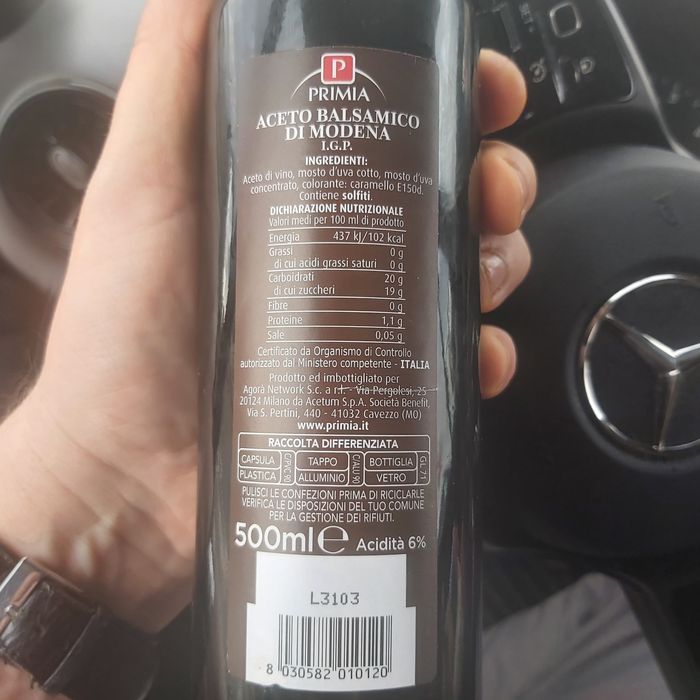 P
PRIMIA
ACETO BALSAMICO
DI MODENA
I.G.P.
INGREDIENTI:
Aceto di vino, mosto d'uva cotto, mosto d'uva
concentrato, colorante: caramello E150d.
Contiene solfiti.
DICHIARAZIONE NUTRIZIONALE
Valori medi per 100 ml di prodotto
Energia 437 kJ/102 kcal
Grassi 0 g
di cui acidi grassi saturi 0 g
Carboidrati 20 g
di cui zuccheri 19 g
Fibre 0 g
Proteine 1,1 g
Sale 0,05 g
Certificato da Organismo di Controllo
autorizzato dal Ministero competente - ITALIA
Prodotto ed imbottigliato per
Agorà Network S.c. a r.l. - Via Pergolesi, 25
20124 Milano da Acetum S.p.A. Società Benefit,
Via S. Pertini, 440 - 41032 Cavezzo (MO)
www.primia.it
RACCOLTA DIFFERENZIATA
CAPSULA PLASTICA C/PVC 90
TAPPO ALLUMINIO C/ALU 90
BOTTIGLIA VETRO GL 71
PULISCI LE CONFEZIONI PRIMA DI RICICLARLE
VERIFICA LE DISPOSIZIONI DEL TUO COMUNE
PER LA GESTIONE DEI RIFIUTI.
500ml e Acidità 6%
L3103
8 030582 010120